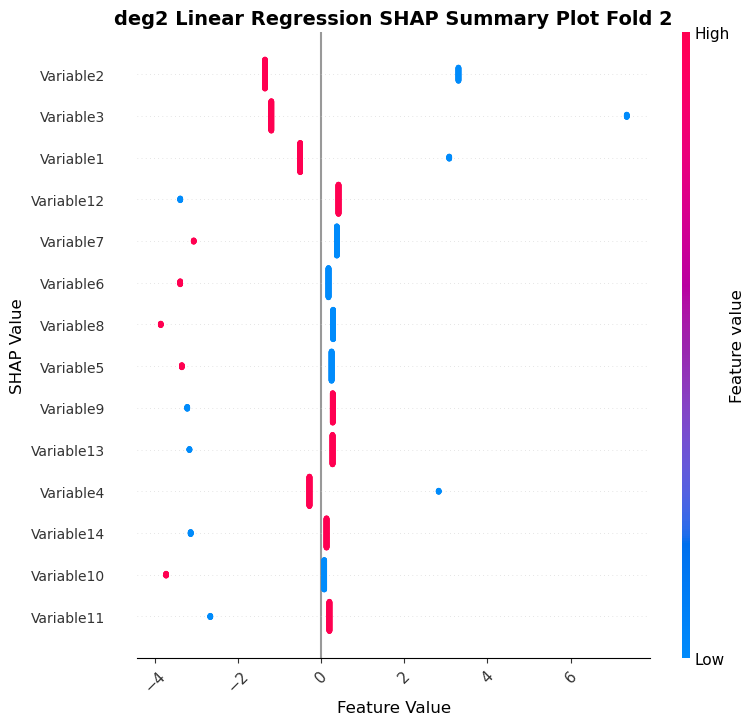 deg2 Linear Regression SHAP Summary Plot Fold 2
High
Variable2
Variable3
Variable1
Variable12
Variable7
Variable6
Variable8
Variable5
Variable9
Variable13
Variable4
Variable14
Variable10
Variable11
SHAP Value
Feature value
Low
−4
−2
0
2
4
6
Feature Value